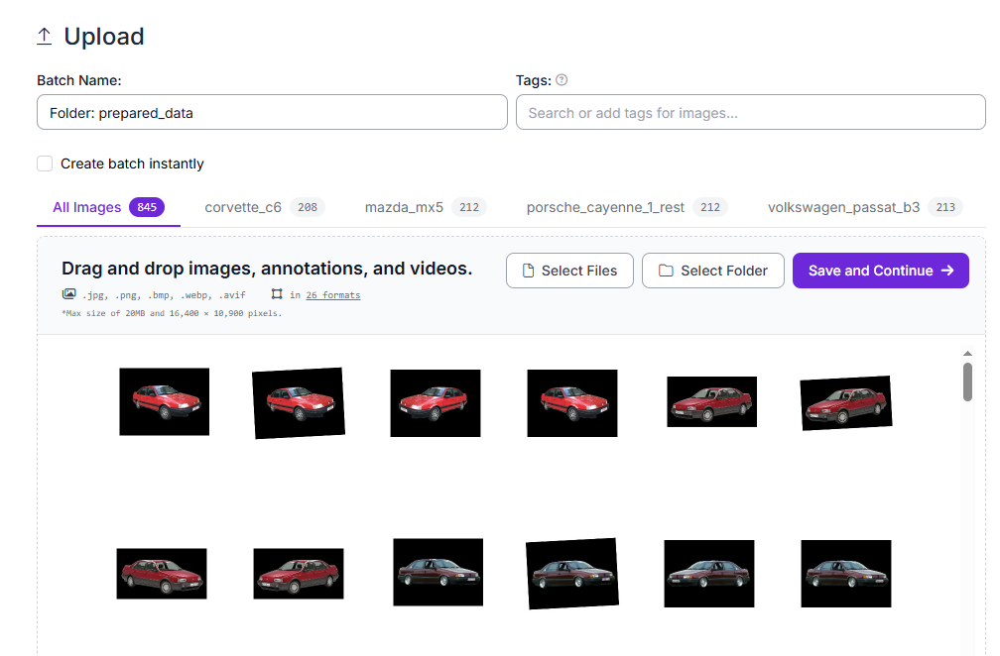 Upload
Batch Name:
Tags:
Folder: prepared_data
Search or add tags for images...
Create batch instantly
All Images 845 corvette_c6 208 mazda_mx5 212 porsche_cayenne_1_rest 212 volkswagen_passat_b3 213
Drag and drop images, annotations, and videos.
.jpg, .png, .bmp, .webp, .avif in 26 formats
*Max size of 20MB and 16,400 × 10,900 pixels.
Select Files
Select Folder
Save and Continue →